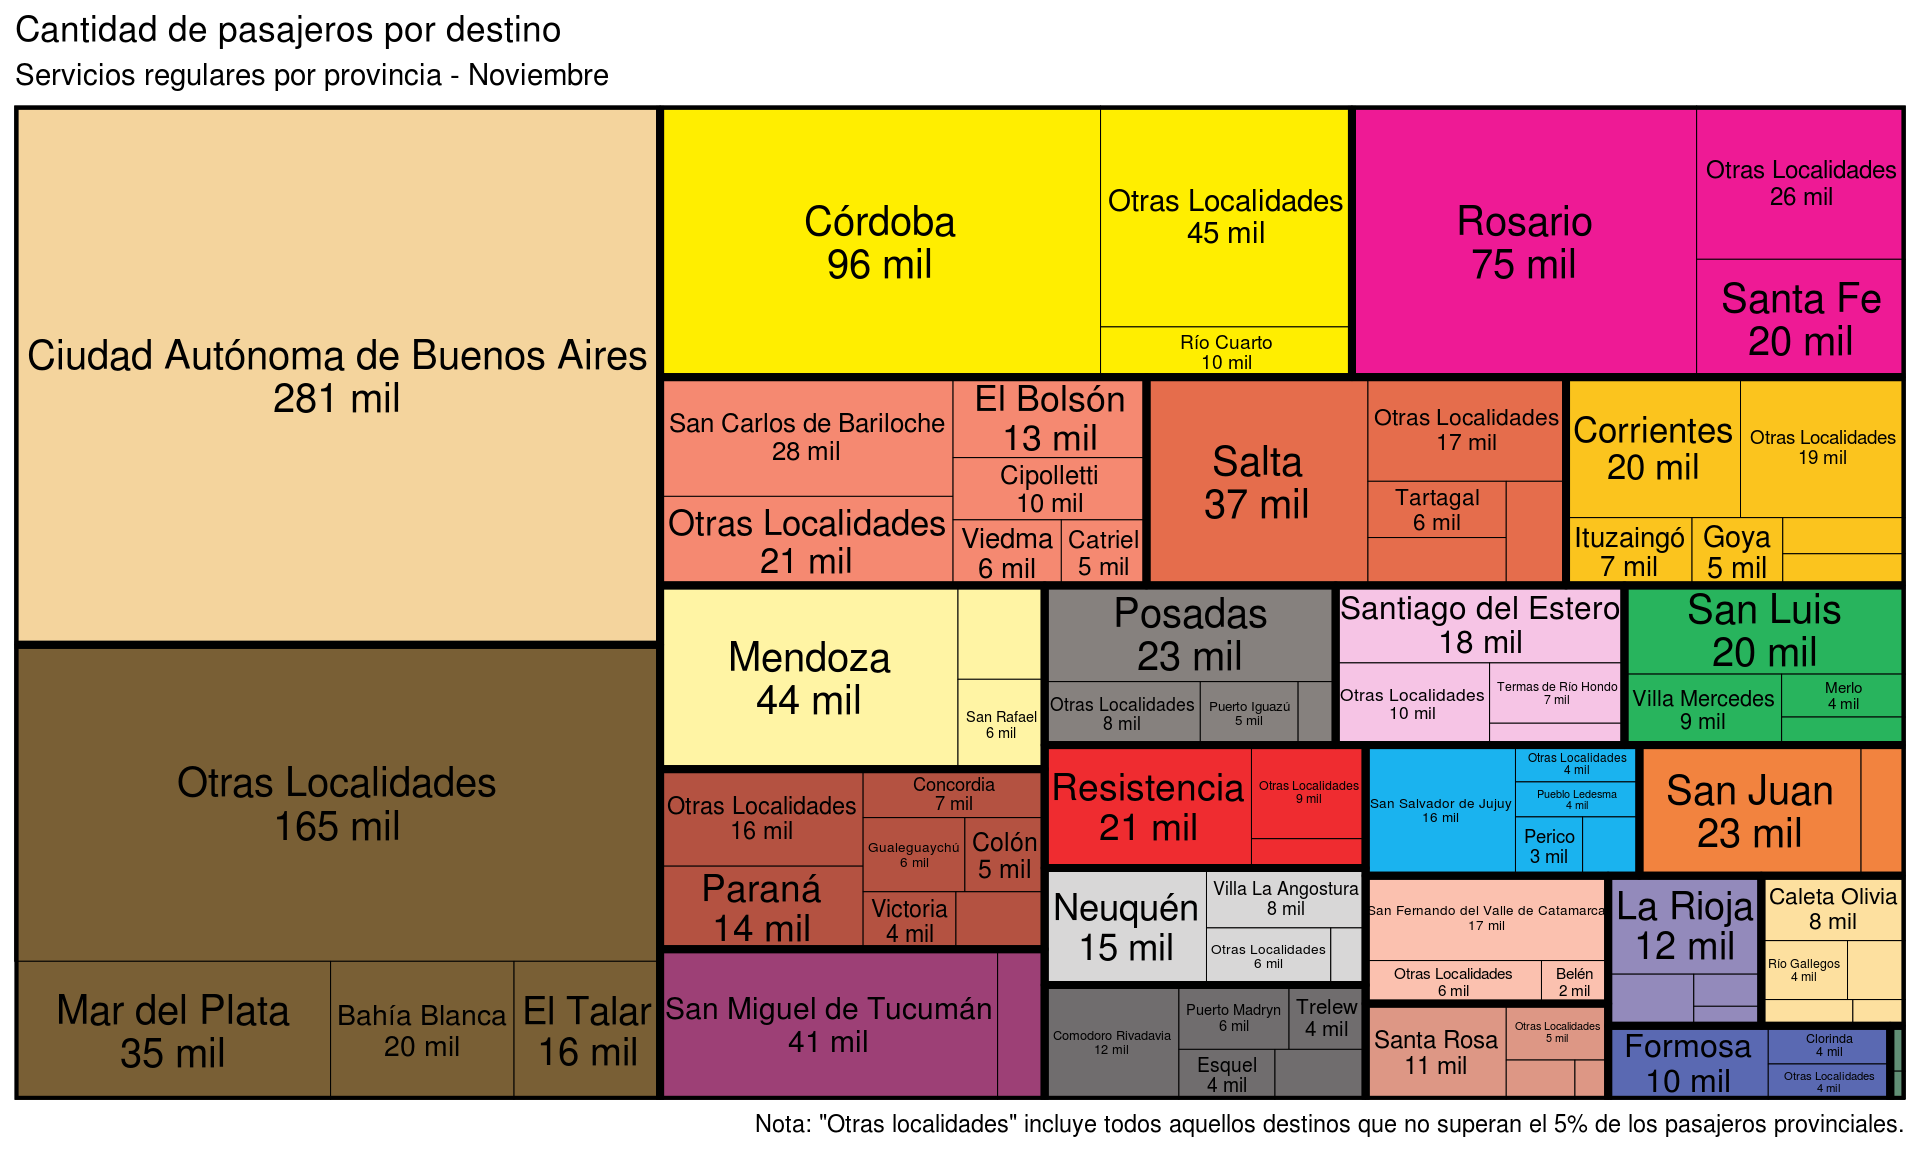 Cantidad de pasajeros por destino
Servicios regulares por provincia - Noviembre
Ciudad Autónoma de Buenos Aires
281 mil
Otras Localidades
165 mil
Mar del Plata
35 mil
Bahía Blanca
20 mil
El Talar
16 mil
Córdoba
96 mil
Otras Localidades
45 mil
Río Cuarto
10 mil
Rosario
75 mil
Otras Localidades
26 mil
Santa Fe
20 mil
San Carlos de Bariloche
28 mil
Otras Localidades
21 mil
El Bolsón
13 mil
Cipolletti
10 mil
Viedma
6 mil
Catriel
5 mil
Salta
37 mil
Otras Localidades
17 mil
Tartagal
6 mil
Corrientes
20 mil
Otras Localidades
19 mil
Ituzaingó
7 mil
Goya
5 mil
Mendoza
44 mil
San Rafael
6 mil
Posadas
23 mil
Otras Localidades
8 mil
Puerto Iguazú
5 mil
Santiago del Estero
18 mil
Otras Localidades
10 mil
Termas de Río Hondo
7 mil
San Luis
20 mil
Villa Mercedes
9 mil
Merlo
4 mil
Otras Localidades
16 mil
Paraná
14 mil
Concordia
7 mil
Gualeguaychú
6 mil
Colón
5 mil
Victoria
4 mil
San Miguel de Tucumán
41 mil
Resistencia
21 mil
Otras Localidades
9 mil
San Salvador de Jujuy
16 mil
Otras Localidades
4 mil
Pueblo Ledesma
4 mil
Perico
3 mil
San Juan
23 mil
Neuquén
15 mil
Villa La Angostura
8 mil
Otras Localidades
6 mil
San Fernando del Valle de Catamarca
17 mil
Otras Localidades
6 mil
Belén
2 mil
La Rioja
12 mil
Caleta Olivia
8 mil
Río Gallegos
4 mil
Comodoro Rivadavia
12 mil
Puerto Madryn
6 mil
Trelew
4 mil
Esquel
4 mil
Santa Rosa
11 mil
Otras Localidades
5 mil
Formosa
10 mil
Clorinda
4 mil
Otras Localidades
4 mil
Nota: "Otras localidades" incluye todos aquellos destinos que no superan el 5% de los pasajeros provinciales.